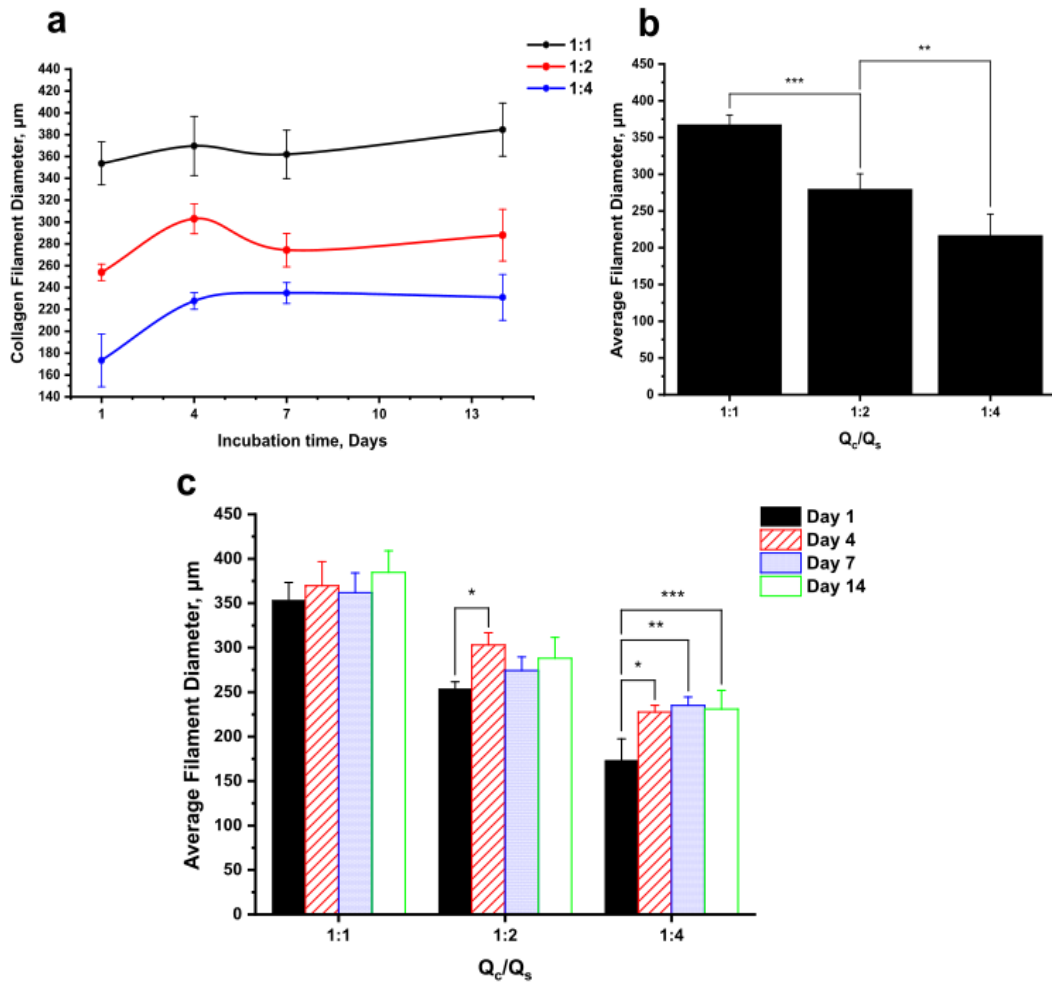 a
1:1
1:2
1:4
Collagen Filament Diameter, µm
440
420
400
380
360
340
320
300
280
260
240
220
200
180
160
140
1 4 7 10 13
Incubation time, Days
b
Average Filament Diameter, µm
450
400
350
300
250
200
150
100
50
0
***
**
1:1 1:2 1:4
Qc/Qs
c
Average Filament Diameter, µm
450
400
350
300
250
200
150
100
50
0
*
***
**
*
Day 1
Day 4
Day 7
Day 14
1:1 1:2 1:4
Qc/Qs